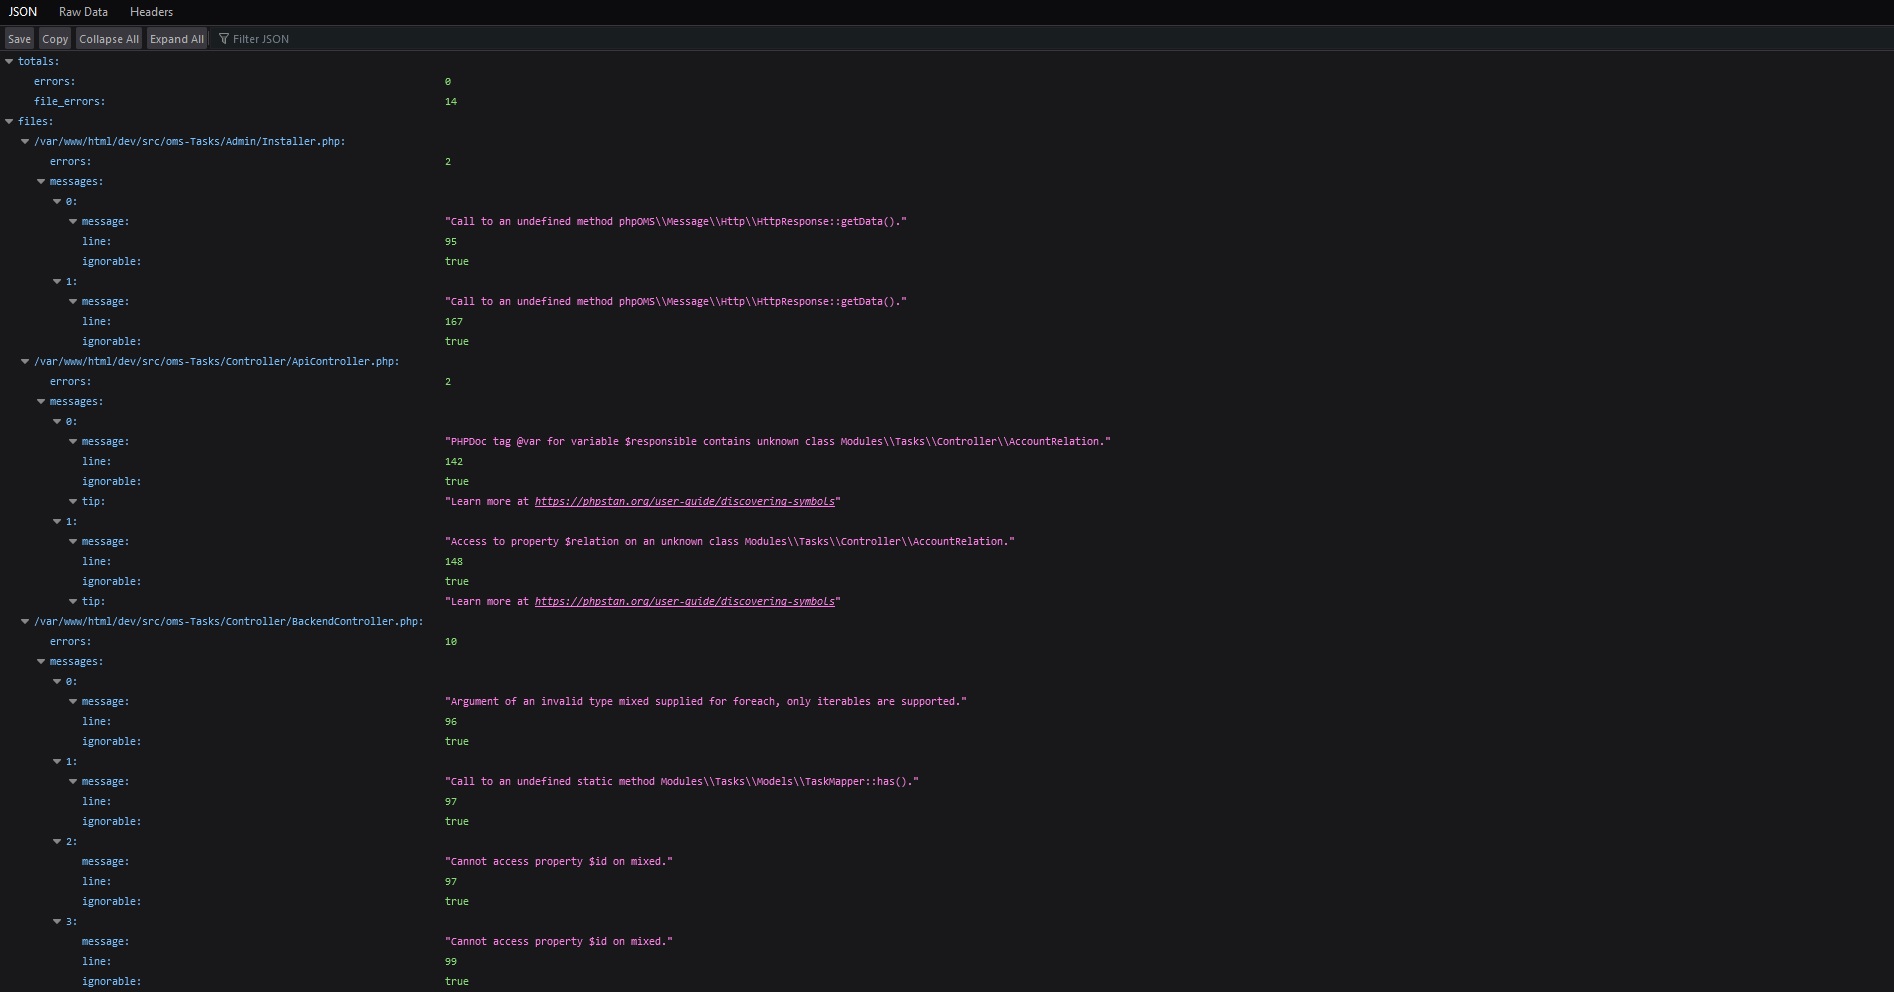 JSON Raw Data Headers
Save Copy Collapse All Expand All Filter JSON
totals:
errors: 0
file_errors: 14
files:
/var/www/html/dev/src/oms-Tasks/Admin/Installer.php:
errors: 2
messages:
0:
message: "Call to an undefined method phpOMS\\Message\\Http\\HttpResponse::getData()."
line: 95
ignorable: true
1:
message: "Call to an undefined method phpOMS\\Message\\Http\\HttpResponse::getData()."
line: 167
ignorable: true
/var/www/html/dev/src/oms-Tasks/Controller/ApiController.php:
errors: 2
messages:
0:
message: "PHPDoc tag @var for variable $responsible contains unknown class Modules\\Tasks\\Controller\\AccountRelation."
line: 142
ignorable: true
tip: "Learn more at https://phpstan.org/user-guide/discovering-symbols"
1:
message: "Access to property $relation on an unknown class Modules\\Tasks\\Controller\\AccountRelation."
line: 148
ignorable: true
tip: "Learn more at https://phpstan.org/user-guide/discovering-symbols"
/var/www/html/dev/src/oms-Tasks/Controller/BackendController.php:
errors: 10
messages:
0:
message: "Argument of an invalid type mixed supplied for foreach, only iterables are supported."
line: 96
ignorable: true
1:
message: "Call to an undefined static method Modules\\Tasks\\Models\\TaskMapper::has()."
line: 97
ignorable: true
2:
message: "Cannot access property $id on mixed."
line: 97
ignorable: true
3:
message: "Cannot access property $id on mixed."
line: 99
ignorable: true